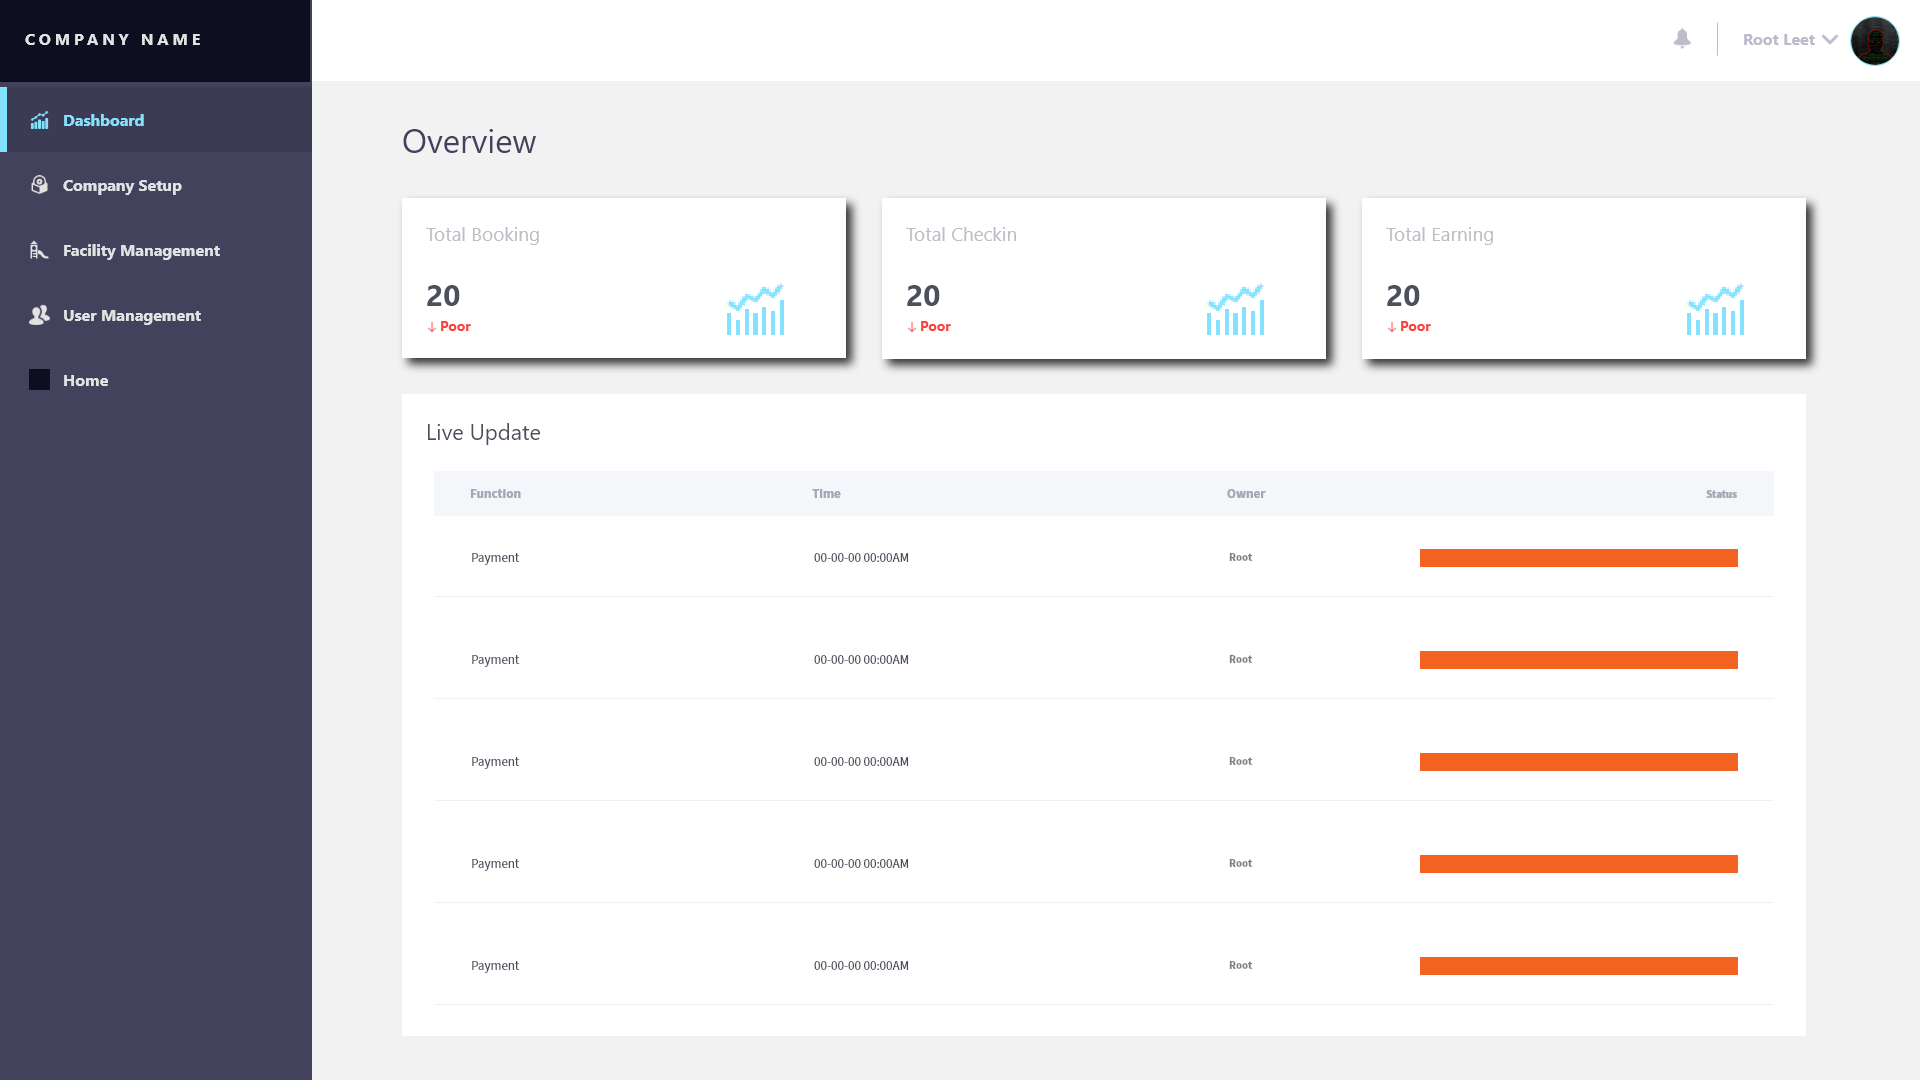 COMPANY NAME
Root Leet
Dashboard
Company Setup
Facility Management
User Management
Home
Overview
Total Booking
20
Poor
Total Checkin
20
Poor
Total Earning
20
Poor
Live Update
Function Time Owner Status
Payment 00-00-00 00:00AM Root
Payment 00-00-00 00:00AM Root
Payment 00-00-00 00:00AM Root
Payment 00-00-00 00:00AM Root
Payment 00-00-00 00:00AM Root